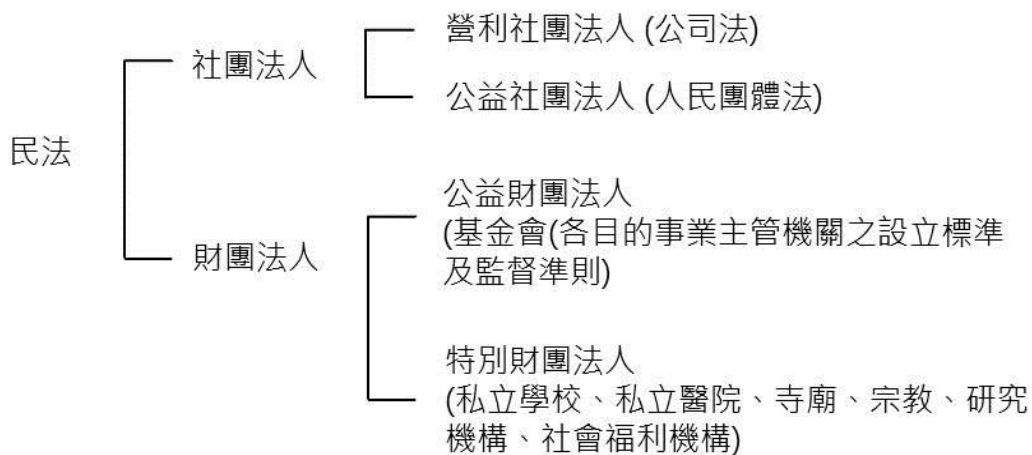 營利社團法人 (公司法)
社團法人
公益社團法人 (人民團體法)
民法
公益財團法人
(基金會(各目的事業主管機關之設立標準
及監督準則)
財團法人
特別財團法人
(私立學校、私立醫院、寺廟、宗教、研究
機構、社會福利機構)